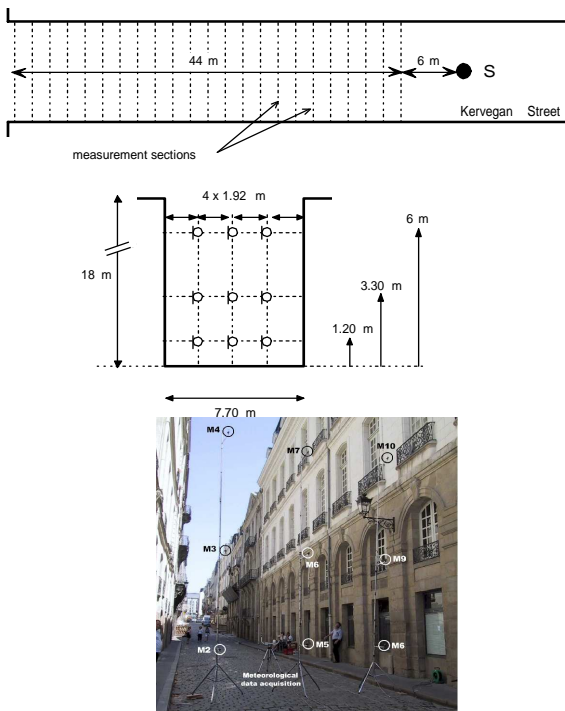 44 m
6 m
S
Kervegan Street
measurement sections
4 x 1.92 m
6 m
18 m
3.30 m
1.20 m
7.70 m
M4
M7
M10
M3
M6
M9
M2
M5
M6
Meteorological
data acquisition